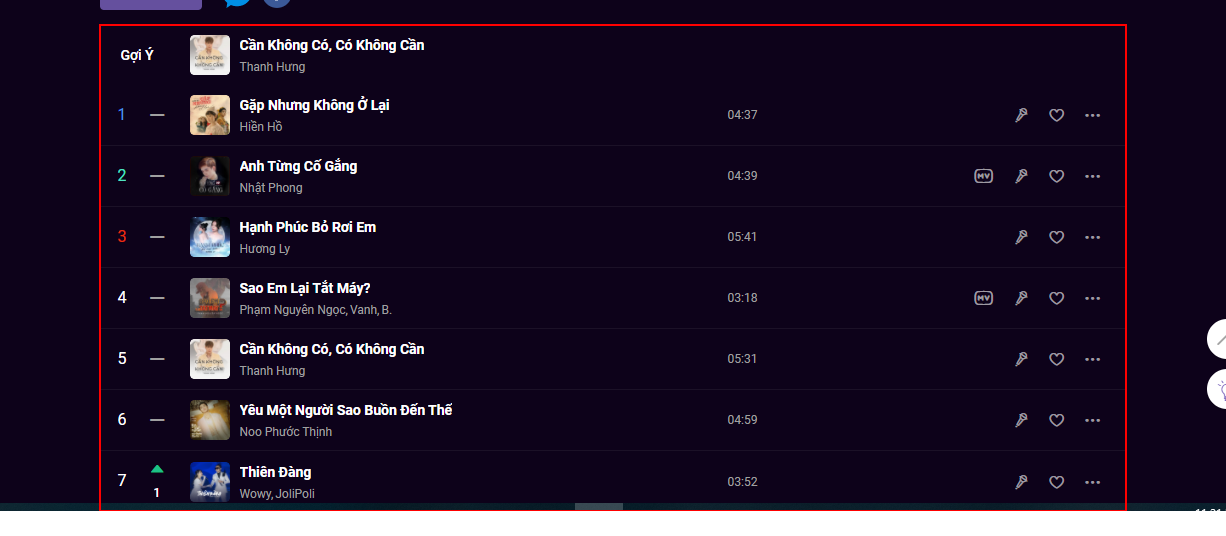 Gợi Ý
Cần Không Có, Có Không Cần
Thanh Hưng
1 Gặp Nhưng Không Ở Lại 04:37
Hiền Hồ
2 Anh Từng Cố Gắng 04:39 MV
Nhật Phong
3 Hạnh Phúc Bỏ Rơi Em 05:41
Hương Ly
4 Sao Em Lại Tắt Máy? 03:18 MV
Phạm Nguyên Ngọc, Vanh, B.
5 Cần Không Có, Có Không Cần 05:31
Thanh Hưng
6 Yêu Một Người Sao Buồn Đến Thế 04:59
Noo Phước Thịnh
7 1 Thiên Đàng 03:52
Wowy, JoliPoli